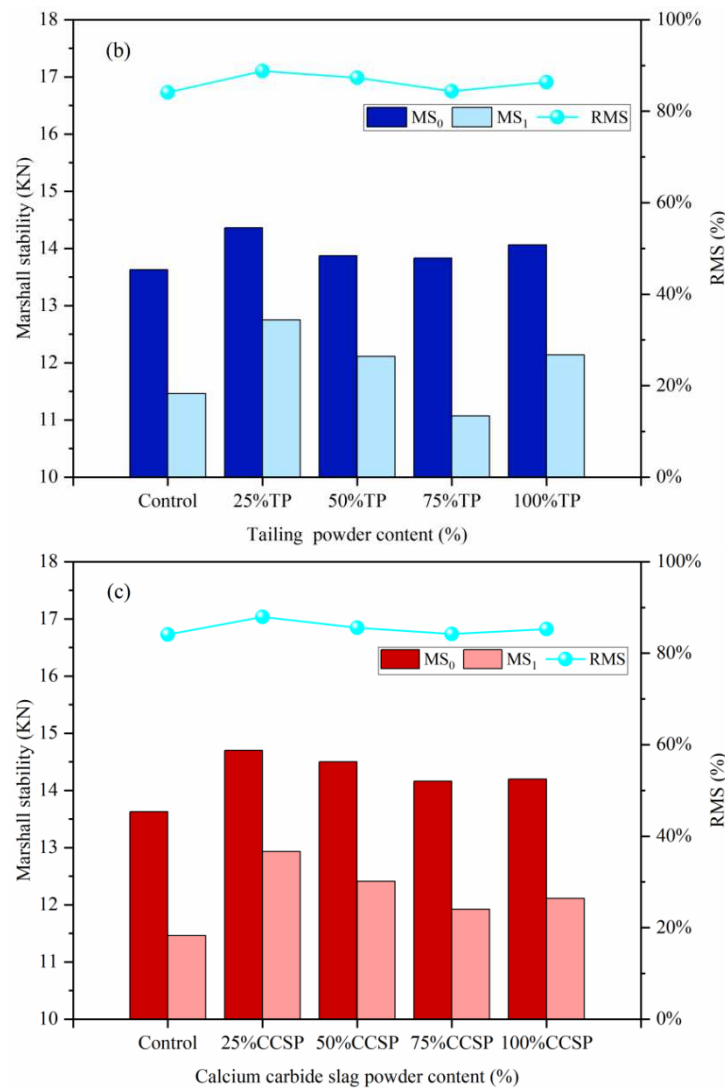 (b)
MS0 MS1 RMS
Marshall stability (KN)
RMS (%)
18
17
16
15
14
13
12
11
10
100%
80%
60%
40%
20%
0%
Control 25%TP 50%TP 75%TP 100%TP
Tailing powder content (%)
(c)
MS0 MS1 RMS
Marshall stability (KN)
RMS (%)
18
17
16
15
14
13
12
11
10
100%
80%
60%
40%
20%
0%
Control 25%CCSP 50%CCSP 75%CCSP 100%CCSP
Calcium carbide slag powder content (%)